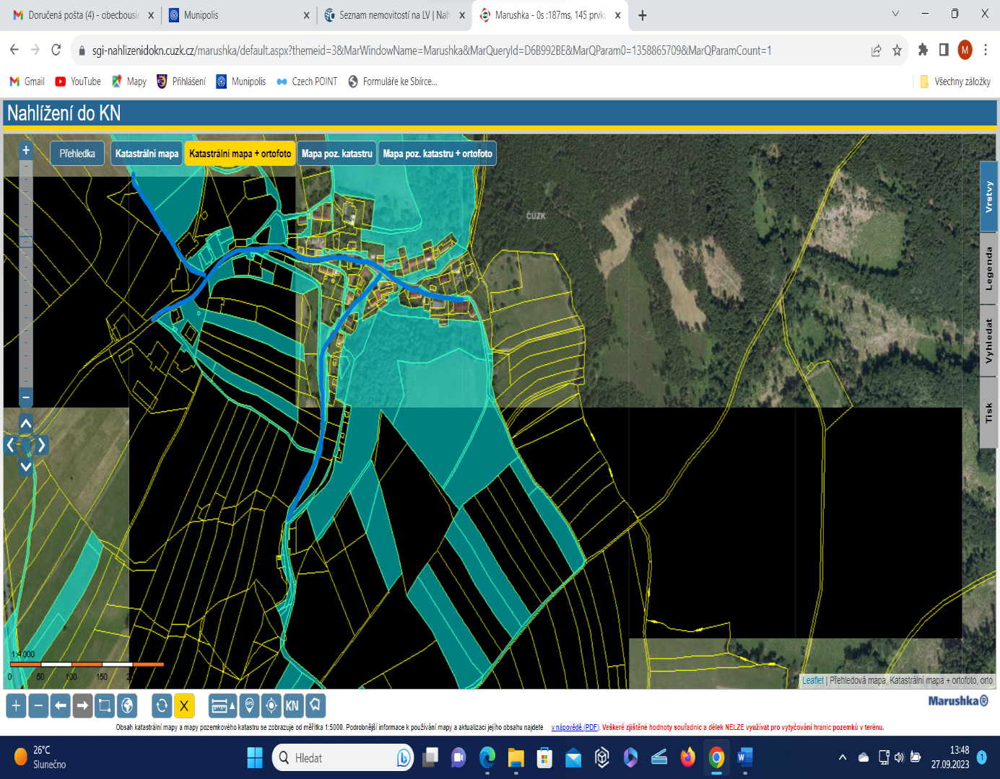 Doručená pošta (4) - obecbousin
Munipolis
Seznam nemovitostí na LV | Nah
Marushka - 0s :187ms, 145 prvk
sgi-nahlizenidokn.cuzk.cz/marushka/default.aspx?themeid=3&MarWindowName=Marushka&MarQueryId=D6B992BE&MarQParam0=1358865709&MarQParamCount=1
M
Gmail
YouTube
Mapy
Přihlášení
Munipolis
Czech POINT
Formuláře ke Sbírce...
Všechny záložky
Nahlížení do KN
Přehledka
Katastrální mapa
Katastrální mapa + ortofoto
Mapa poz. katastru
Mapa poz. katastru + ortofoto
ČÚZK
Vrstvy
Legenda
Vyhledat
Tisk
1:4 000
0 50 100 150 2
Leaflet | Přehledová mapa, Katastrální mapa + ortofoto, orto
GPS
KN
Marushka®
Obsah katastrální mapy a mapy pozemkového katastru se zobrazuje od měřítka 1:5000. Podrobnější informace k používání mapy a aktualizaci jejího obsahu najdete v nápovědě (PDF). Veškeré zjištěné hodnoty souřadnic a délek NELZE využívat pro vytyčování hranic pozemků v terénu.
26°C
Slunečno
Hledat
13:48
27.09.2023
1